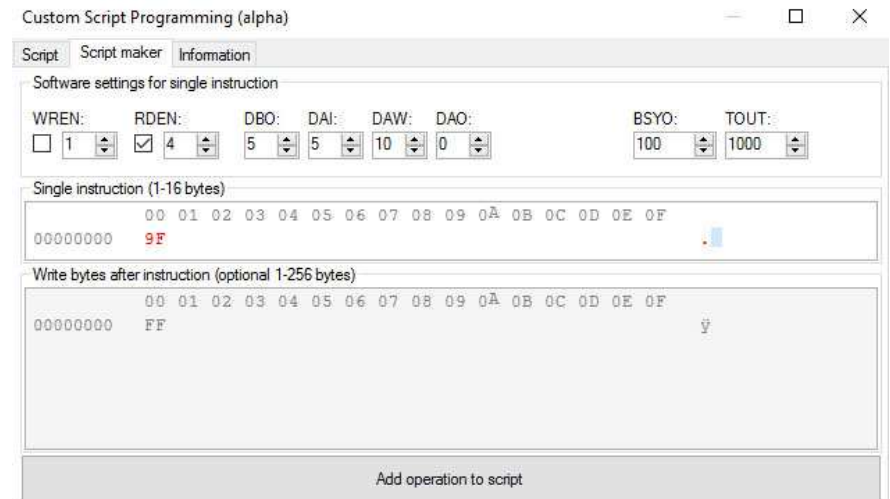 Custom Script Programming (alpha)
Script Script maker Information
Software settings for single instruction
WREN: RDEN: DBO: DAI: DAW: DAO: BSYO: TOUT:
1 4 5 5 10 0 100 1000
Single instruction (1-16 bytes)
00 01 02 03 04 05 06 07 08 09 0A 0B 0C 0D 0E 0F
00000000 9F .
Write bytes after instruction (optional 1-256 bytes)
00 01 02 03 04 05 06 07 08 09 0A 0B 0C 0D 0E 0F
00000000 FF ÿ
Add operation to script